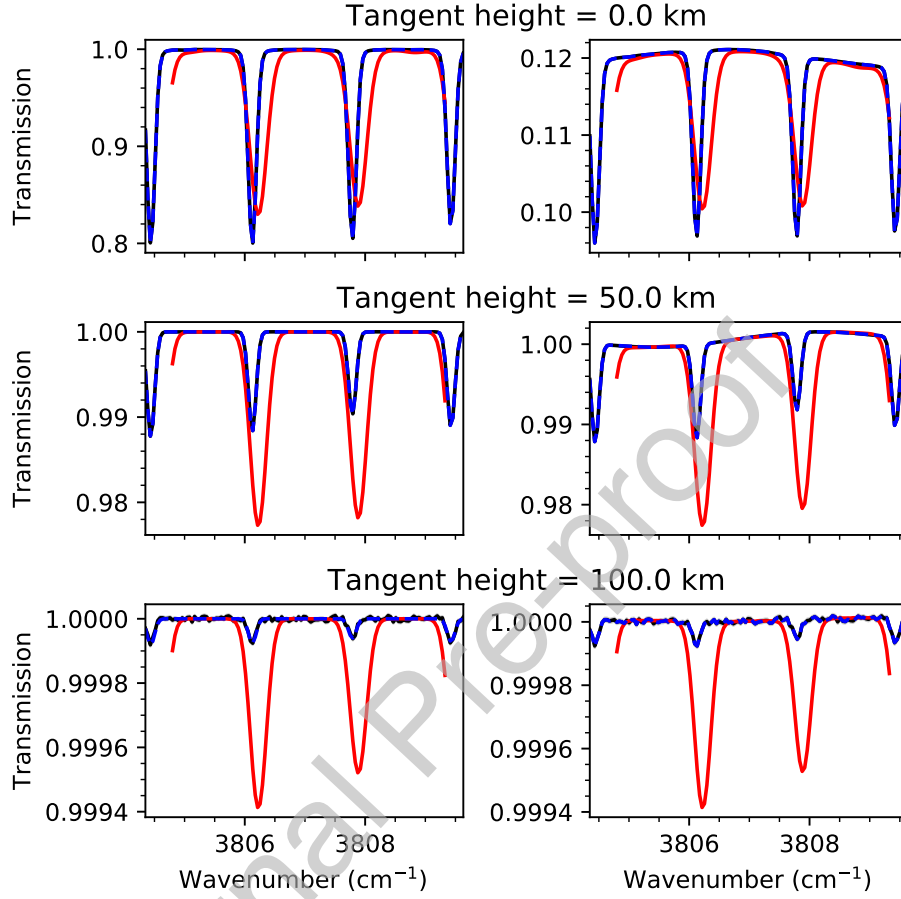 Tangent height = 0.0 km
Transmission
1.0
0.9
0.8
0.12
0.11
0.10
Tangent height = 50.0 km
Transmission
1.00
0.99
0.98
1.00
0.99
0.98
Tangent height = 100.0 km
Transmission
1.0000
0.9998
0.9996
0.9994
1.0000
0.9998
0.9996
0.9994
3806 3808
3806 3808
Wavenumber (cm⁻¹)
Wavenumber (cm⁻¹)
nal Pre-proof